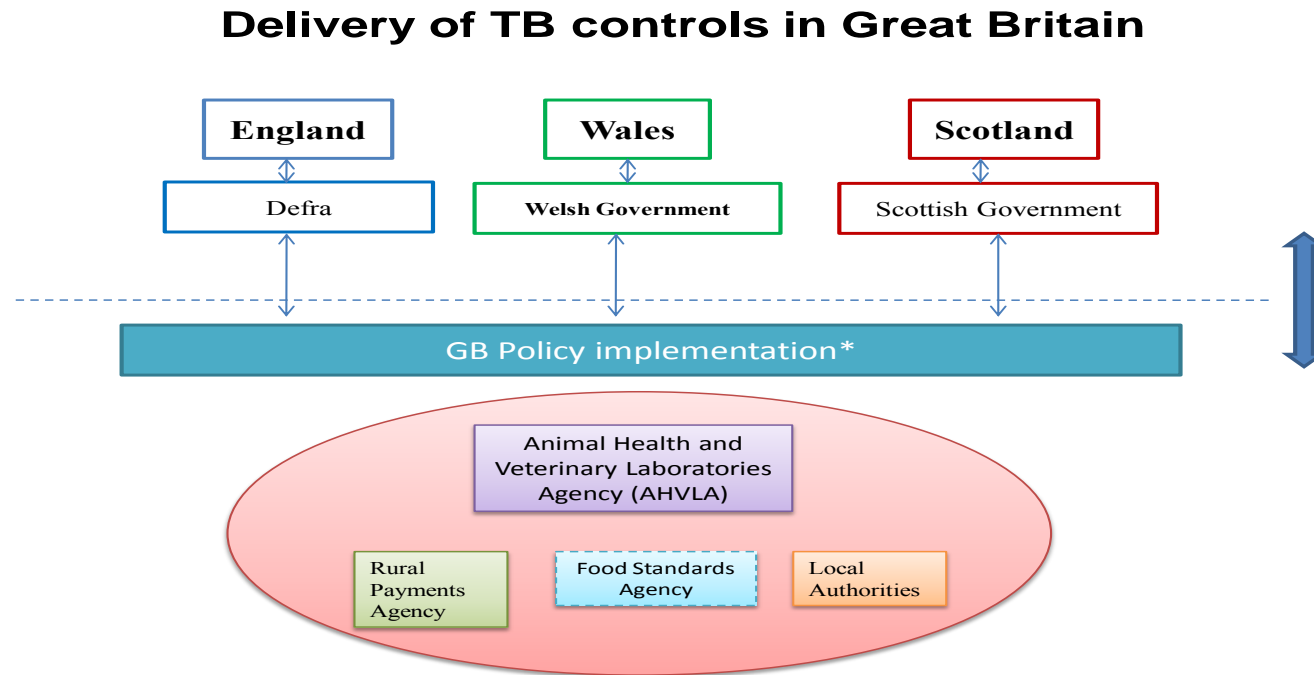 Delivery of TB controls in Great Britain
England
Wales
Scotland
Defra
Welsh Government
Scottish Government
GB Policy implementation*
Animal Health and
Veterinary Laboratories
Agency (AHVLA)
Rural
Payments
Agency
Food Standards
Agency
Local
Authorities